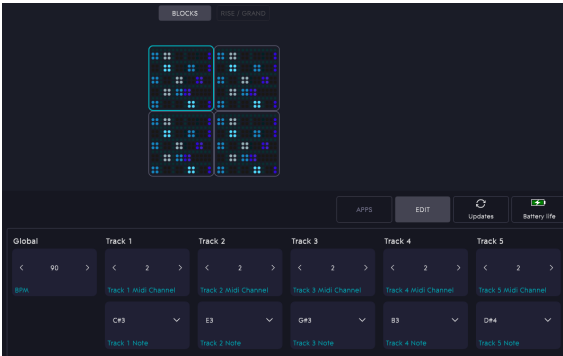 BLOCKS RISE / GRAND
APPS EDIT Updates Battery life
Global Track 1 Track 2 Track 3 Track 4 Track 5
< 90 > < 2 > < 2 > < 2 > < 2 > < 2 >
BPM Track 1 Midi Channel Track 2 Midi Channel Track 3 Midi Channel Track 4 Midi Channel Track 5 Midi Channel
C#3 E3 G#3 B3 D#4
Track 1 Note Track 2 Note Track 3 Note Track 4 Note Track 5 Note